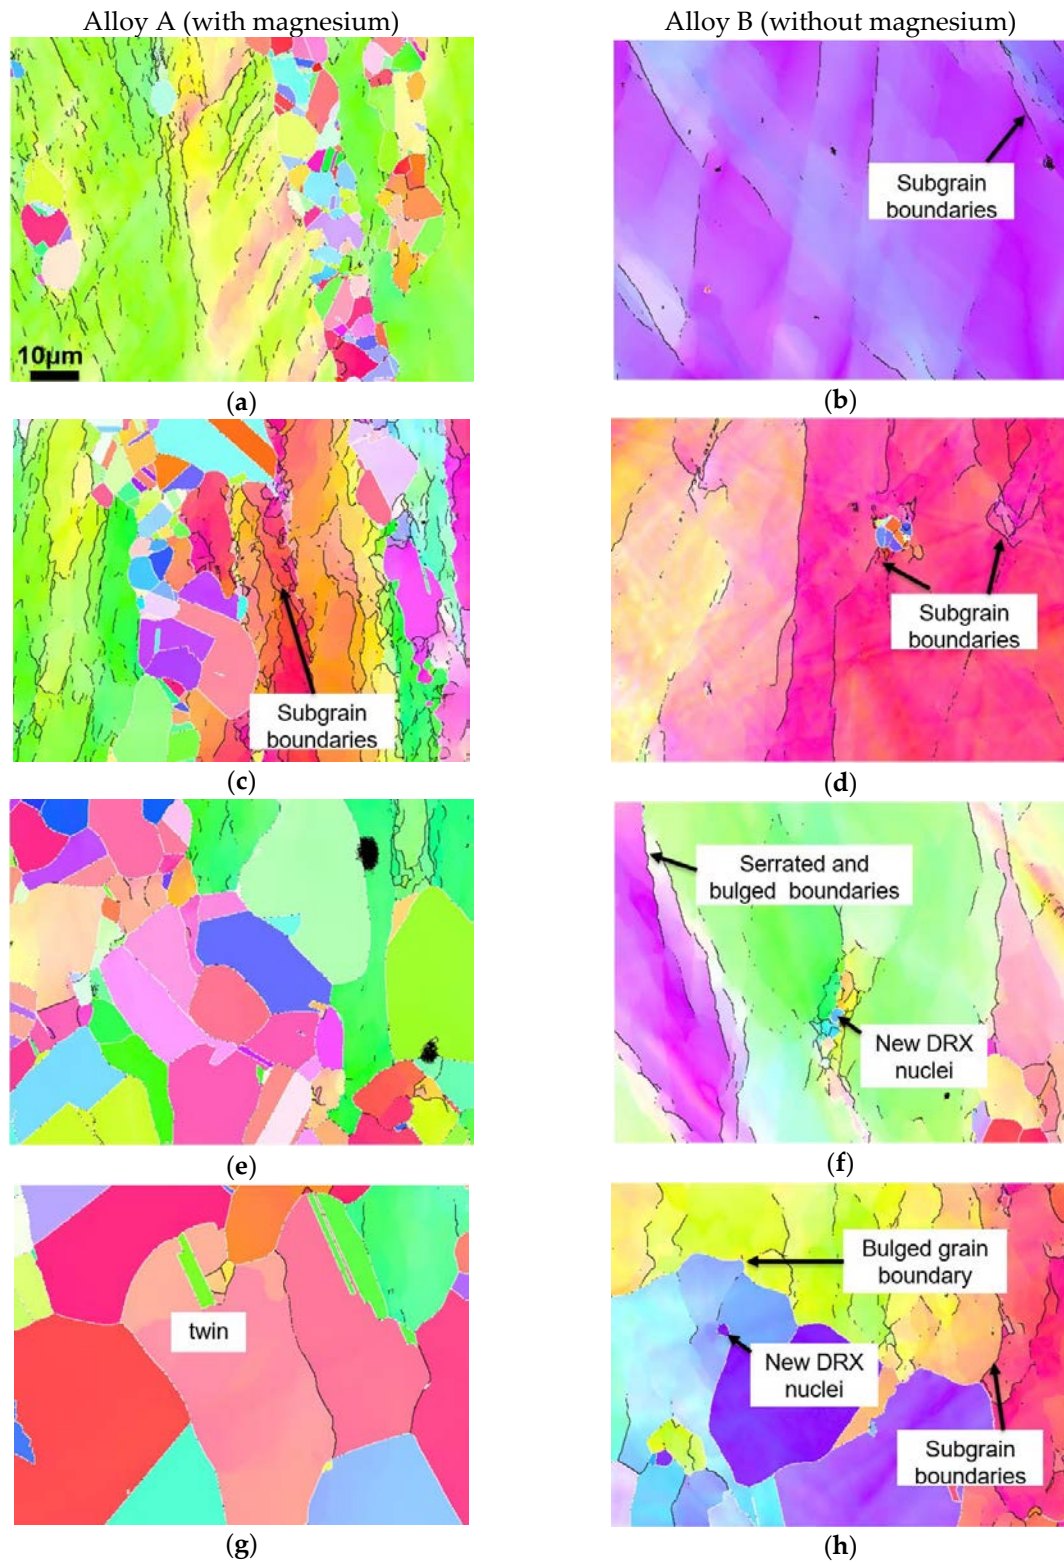 Alloy A (with magnesium)
Alloy B (without magnesium)
10μm
Subgrain
boundaries
(a)
(b)
Subgrain
boundaries
Subgrain
boundaries
(c)
(d)
Serrated and
bulged boundaries
New DRX
nuclei
(e)
(f)
twin
Bulged grain
boundary
New DRX
nuclei
Subgrain
boundaries
(g)
(h)